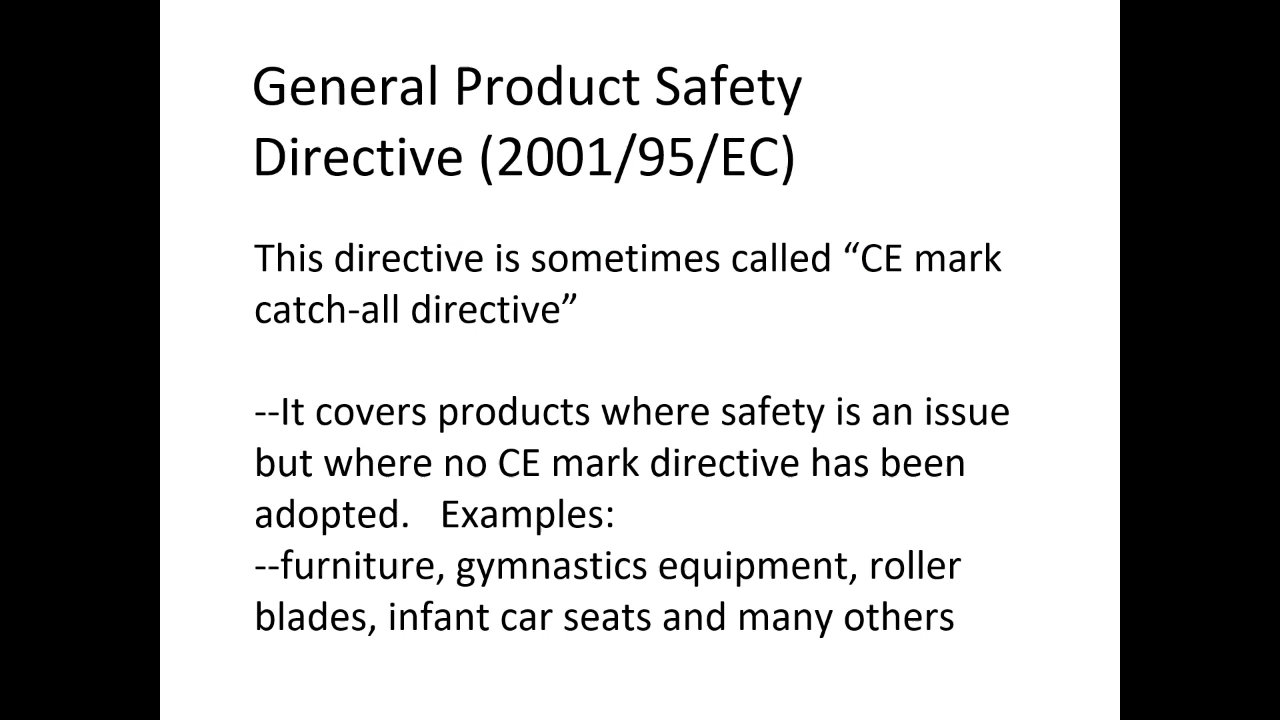 General Product Safety
Directive (2001/95/EC)
This directive is sometimes called “CE mark
catch-all directive”
--It covers products where safety is an issue
but where no CE mark directive has been
adopted.   Examples:
--furniture, gymnastics equipment, roller
blades, infant car seats and many others